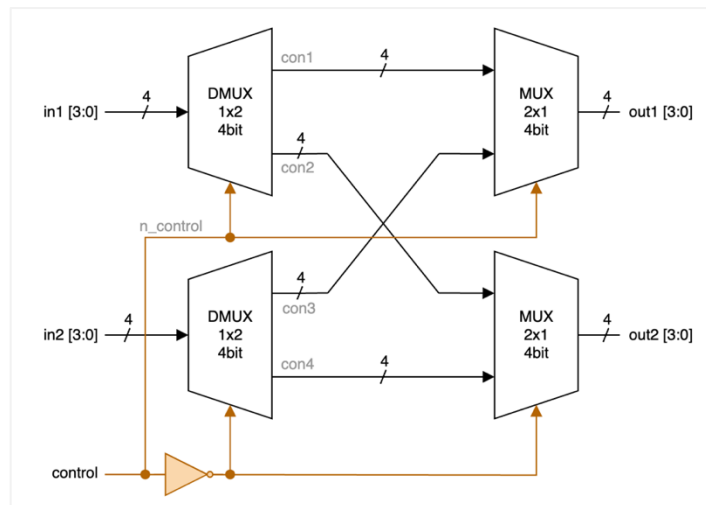 con1
4
4
DMUX
1x2
4bit
MUX
2x1
4bit
4
in1 [3:0]
4
out1 [3:0]
4
con2
n_control
4
con3
4
DMUX
1x2
4bit
MUX
2x1
4bit
in2 [3:0]
4
out2 [3:0]
con4
4
control